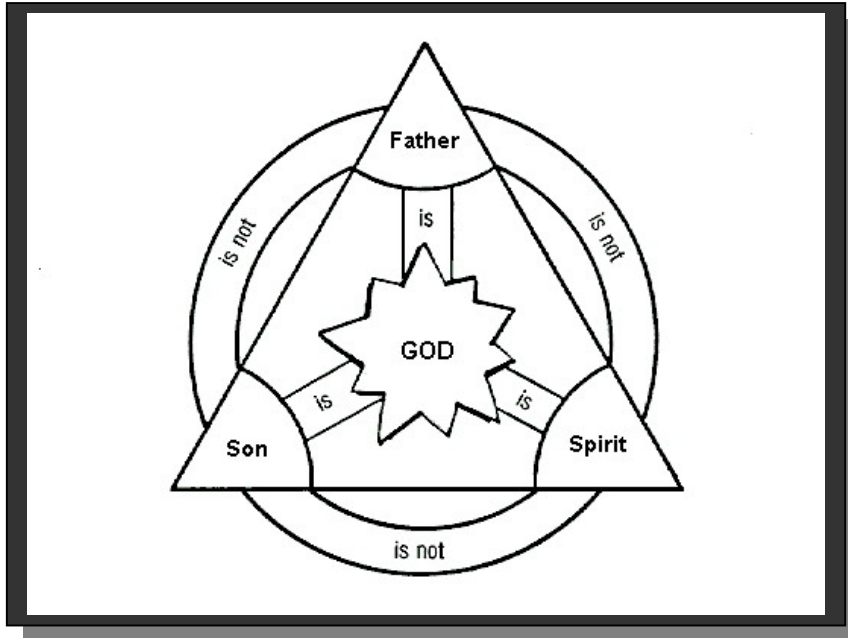 Father
is
is not
is not
GOD
is
is
Son
Spirit
is not